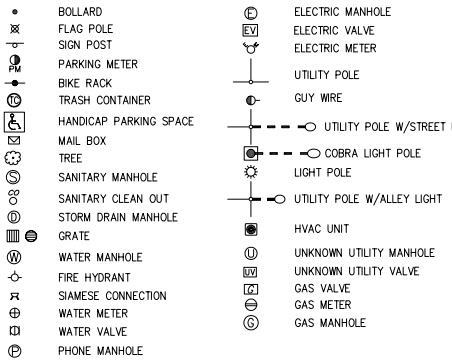 BOLLARD
FLAG POLE
SIGN POST
PM PARKING METER
BIKE RACK
TC TRASH CONTAINER
HANDICAP PARKING SPACE
MAIL BOX
TREE
S SANITARY MANHOLE
CO SANITARY CLEAN OUT
D STORM DRAIN MANHOLE
GRATE
W WATER MANHOLE
FIRE HYDRANT
SIAMESE CONNECTION
WATER METER
WATER VALVE
P PHONE MANHOLE
E ELECTRIC MANHOLE
EV ELECTRIC VALVE
ELECTRIC METER
UTILITY POLE
GUY WIRE
UTILITY POLE W/STREET
COBRA LIGHT POLE
LIGHT POLE
UTILITY POLE W/ALLEY LIGHT
HVAC UNIT
U UNKNOWN UTILITY MANHOLE
UV UNKNOWN UTILITY VALVE
G GAS VALVE
GAS METER
G GAS MANHOLE